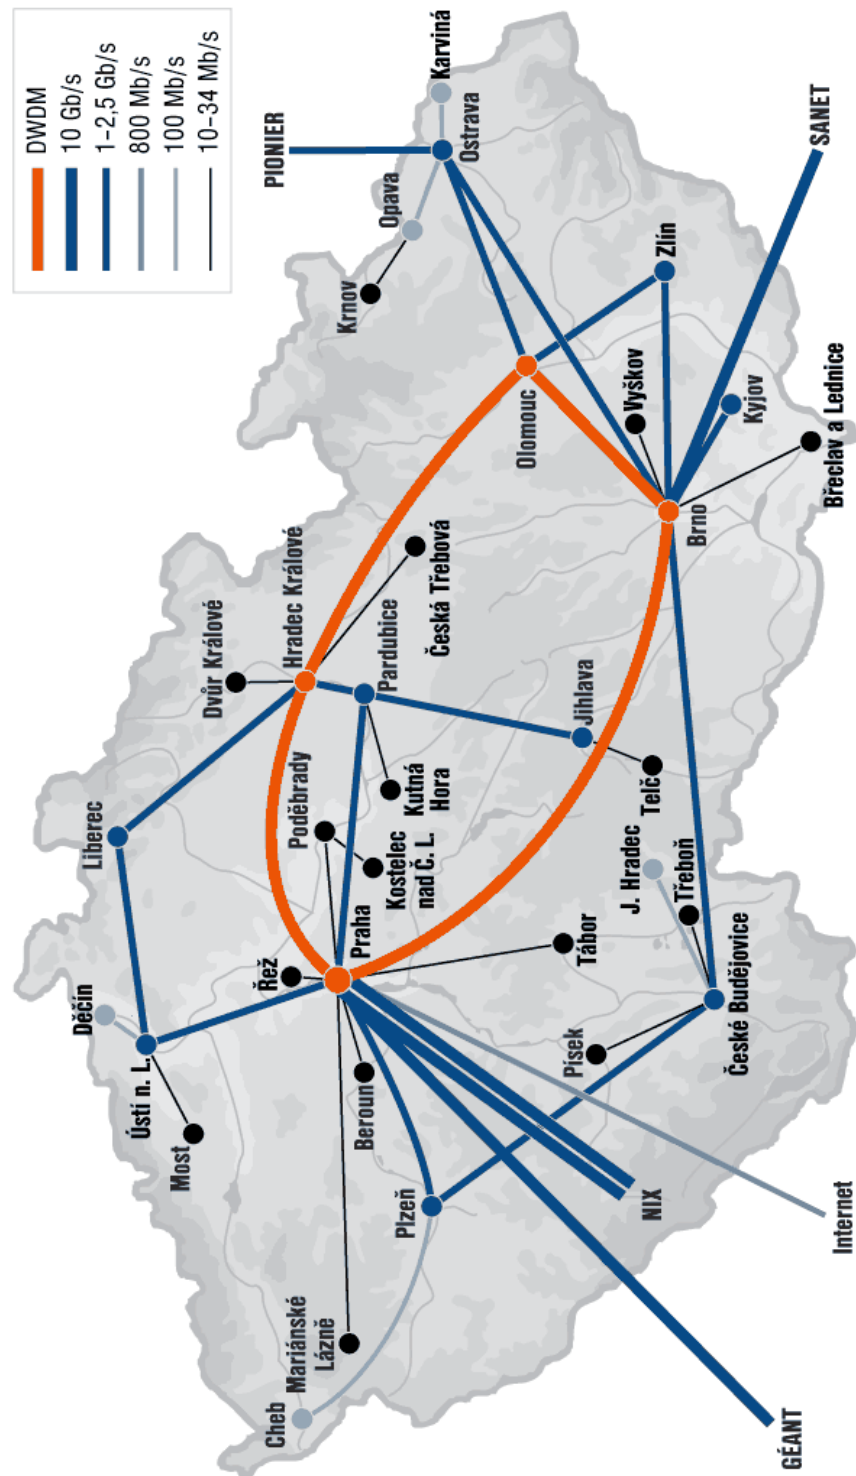 DWDM
10 Gb/s
1–2,5 Gb/s
800 Mb/s
100 Mb/s
10–34 Mb/s
PIONIER
Karviná
Ostrava
Opava
Krnov
SANET
Zlín
Olomouc
Vyškov
Kyjov
Břeclav a Lednice
Brno
Hradec Králové
Česká Třebová
Dvůr Králové
Pardubice
Jihlava
Telč
Liberec
Poděbrady
Kutná
Hora
Kostelec
nad Č. L.
Praha
Řež
J. Hradec
Třeboň
Tábor
České Budějovice
Písek
Děčín
Ústí n. L.
Most
Beroun
Plzeň
NIX
Internet
Mariánské
Lázně
Cheb
GÉANT